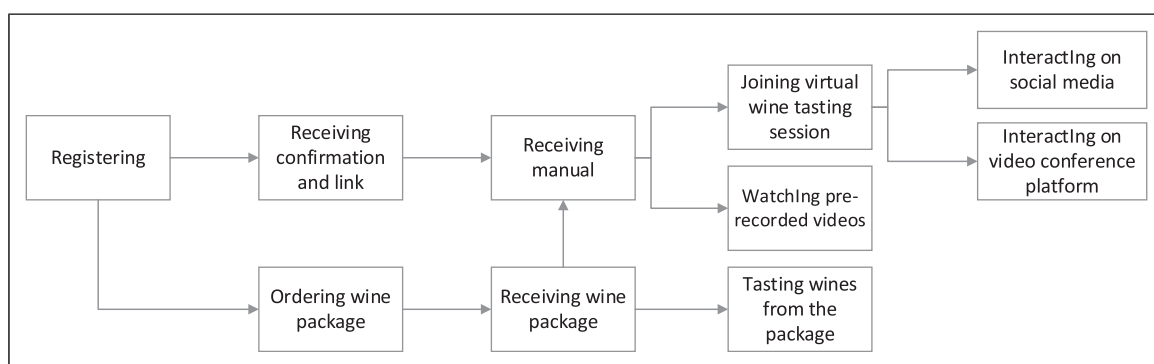 Registering
Receiving
confirmation
and link
Receiving
manual
Joining virtual
wine tasting
session
InteractIng on
social media
InteractIng on
video conference
platform
WatchIng pre-
recorded videos
Ordering wine
package
Receiving wine
package
Tasting wines
from the
package